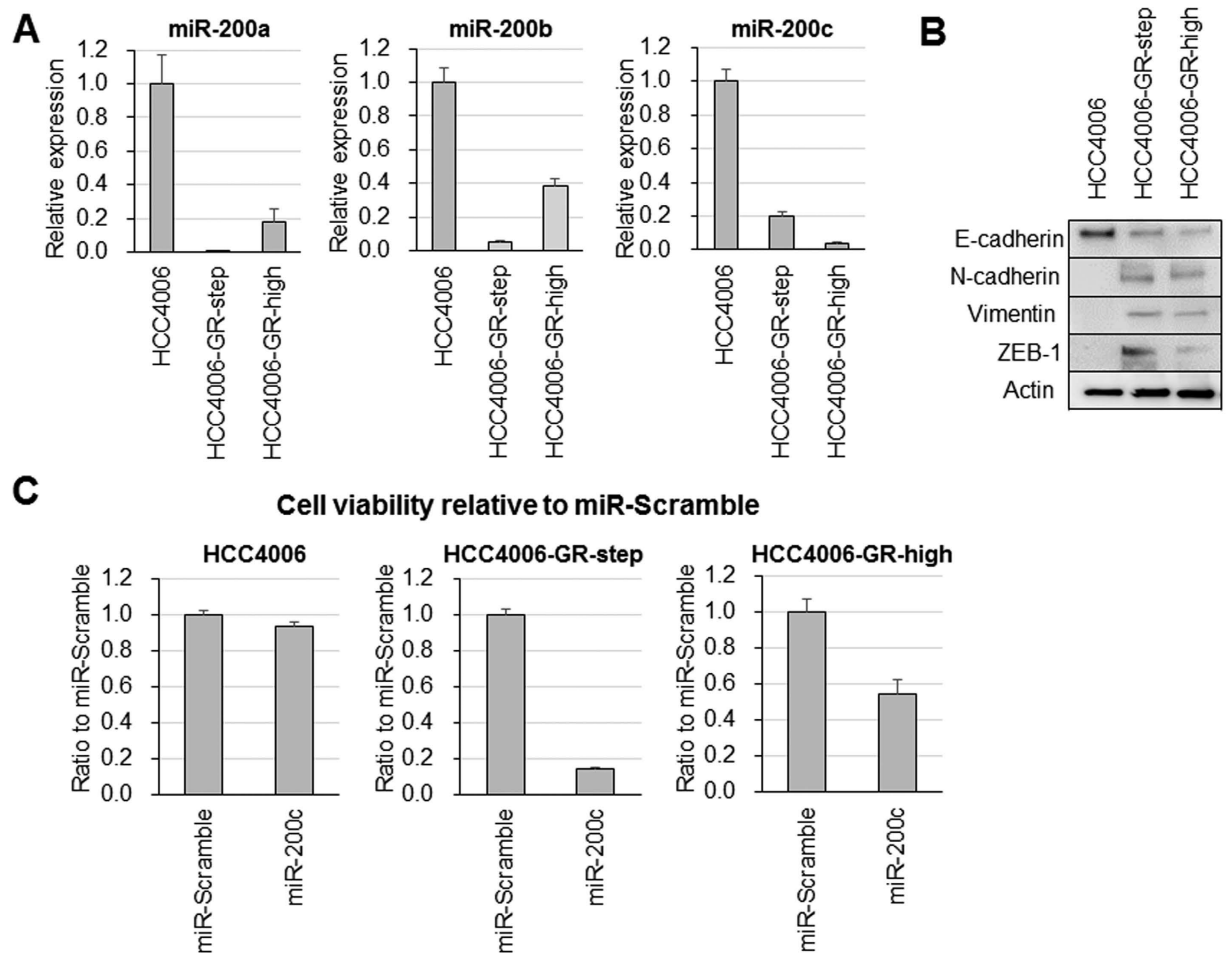 A
miR-200a
Relative expression
1.2
1.0
0.8
0.6
0.4
0.2
0.0
HCC4006
HCC4006-GR-step
HCC4006-GR-high
miR-200b
Relative expression
1.2
1.0
0.8
0.6
0.4
0.2
0.0
HCC4006
HCC4006-GR-step
HCC4006-GR-high
miR-200c
Relative expression
1.2
1.0
0.8
0.6
0.4
0.2
0.0
HCC4006
HCC4006-GR-step
HCC4006-GR-high
B
HCC4006
HCC4006-GR-step
HCC4006-GR-high
E-cadherin
N-cadherin
Vimentin
ZEB-1
Actin
C
Cell viability relative to miR-Scramble
HCC4006
Ratio to miR-Scramble
1.2
1.0
0.8
0.6
0.4
0.2
0.0
miR-Scramble
miR-200c
HCC4006-GR-step
Ratio to miR-Scramble
1.2
1.0
0.8
0.6
0.4
0.2
0.0
miR-Scramble
miR-200c
HCC4006-GR-high
Ratio to miR-Scramble
1.2
1.0
0.8
0.6
0.4
0.2
0.0
miR-Scramble
miR-200c